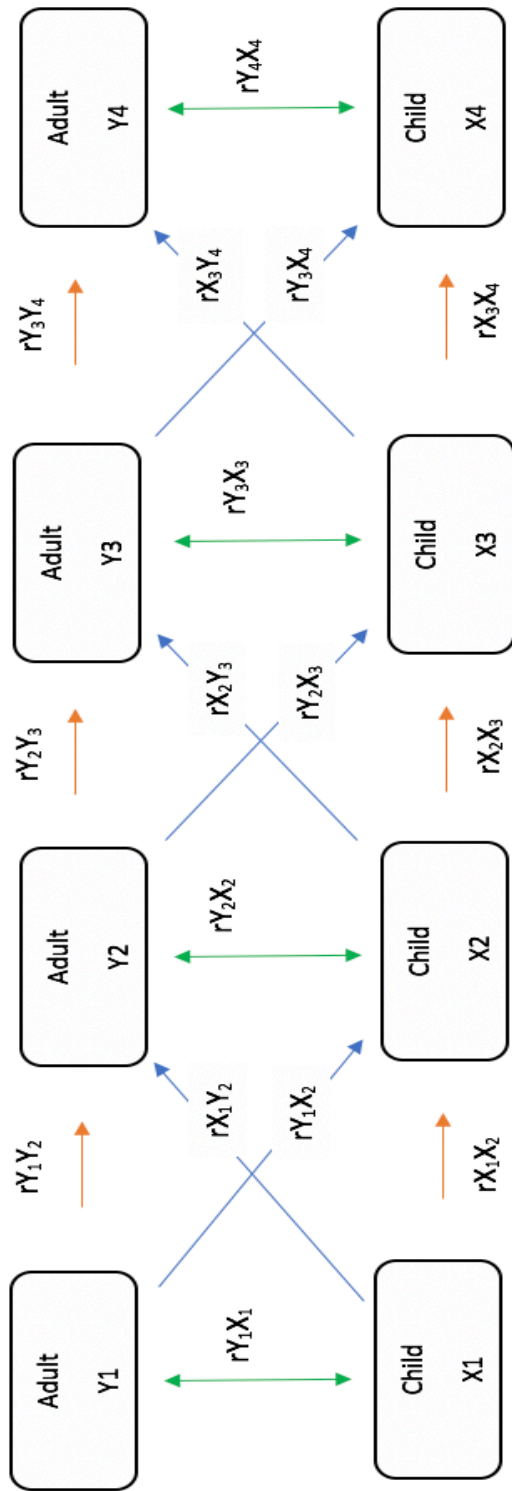 Adult
Y1
rY₁Y₂
Adult
Y2
rY₂Y₃
Adult
Y3
rY₃Y₄
Adult
Y4
rY₁X₁
rX₁Y₂
rY₁X₂
rY₂X₂
rX₂Y₃
rY₂X₃
rY₃X₃
rX₃Y₄
rY₃X₄
rY₄X₄
Child
X1
rX₁X₂
Child
X2
rX₂X₃
Child
X3
rX₃X₄
Child
X4